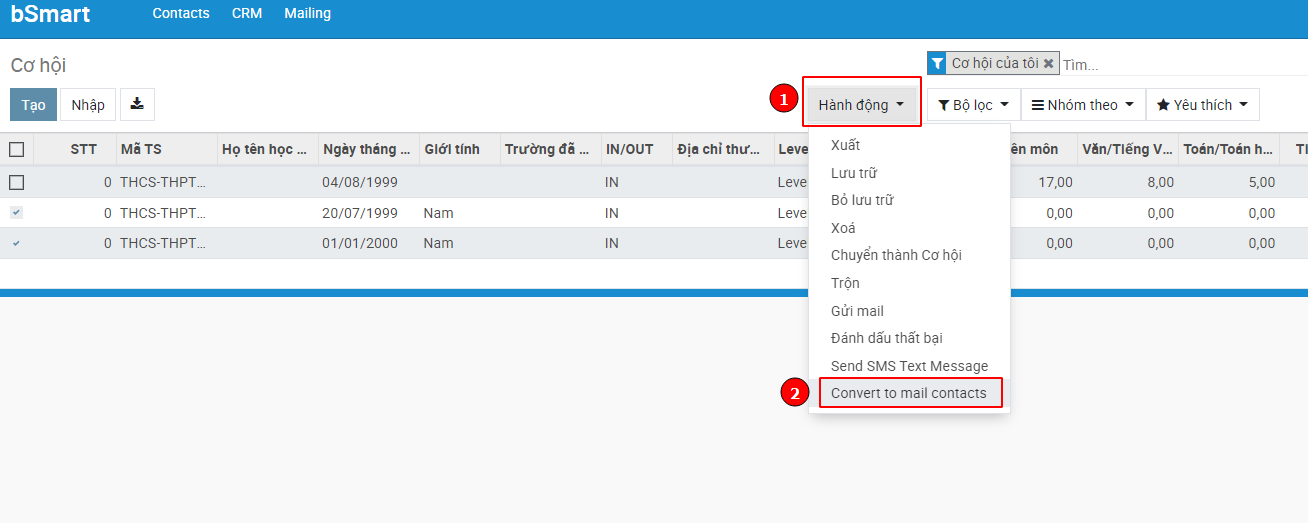 bSmart Contacts CRM Mailing
Cơ hội
Cơ hội của tôi ✖ Tìm...
Tạo Nhập
1 Hành động
Bộ lọc Nhóm theo Yêu thích
STT Mã TS Họ tên học ... Ngày tháng ... Giới tính Trường đã ... IN/OUT Địa chỉ thư... Leve ên môn Văn/Tiếng V... Toán/Toán h...
0 THCS-THPT... 04/08/1999 IN Leve 17,00 8,00 5,00
0 THCS-THPT... 20/07/1999 Nam IN Leve 0,00 0,00 0,00
0 THCS-THPT... 01/01/2000 Nam IN Leve 0,00 0,00 0,00
Xuất
Lưu trữ
Bỏ lưu trữ
Xoá
Chuyển thành Cơ hội
Trộn
Gửi mail
Đánh dấu thất bại
Send SMS Text Message
2 Convert to mail contacts